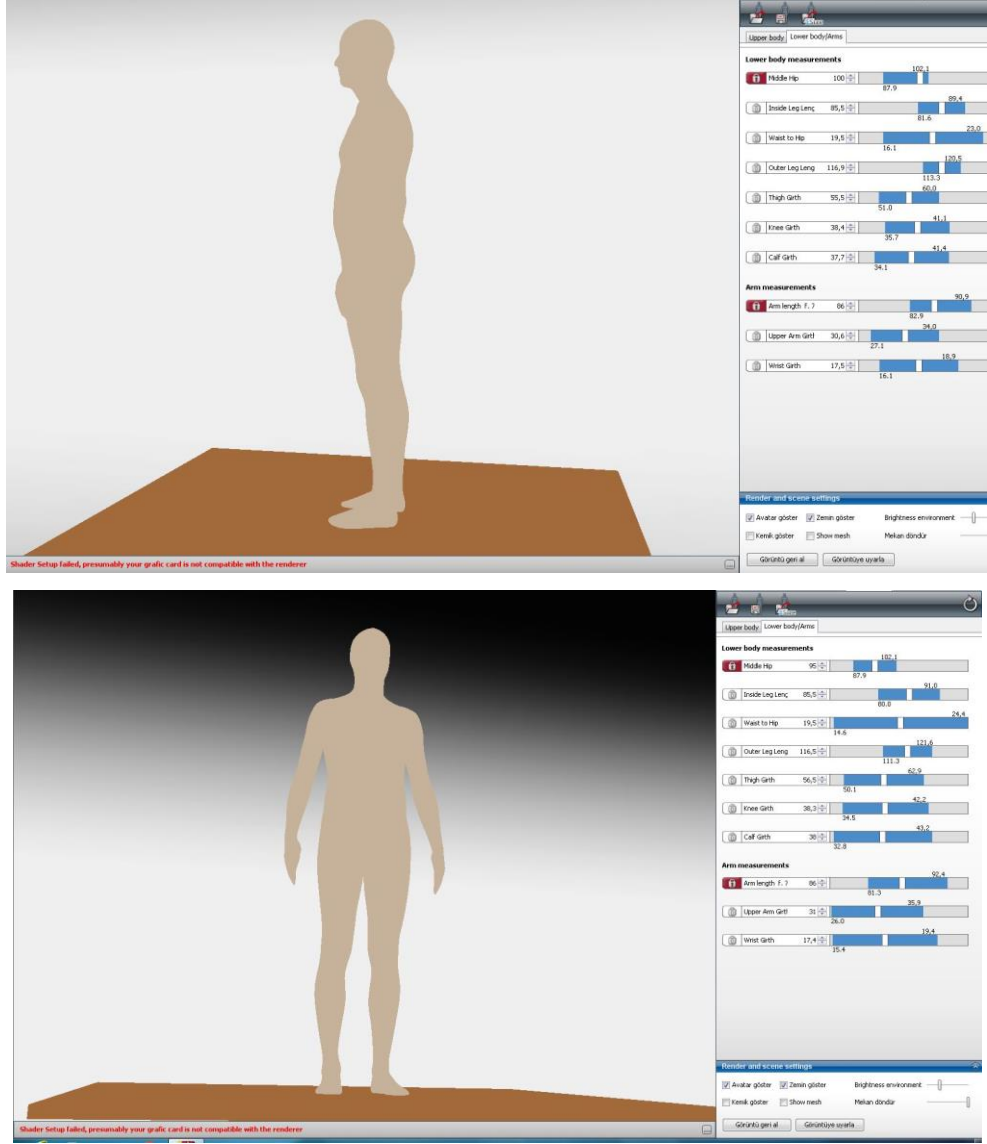 Upper body Lower body/Arms
Lower body measurements
102,1
Middle Hip 100
87.9
89,4
Inside Leg Leng 85,5
81.6
23,0
Waist to Hip 19,5
16.1
120,5
Outer Leg Leng 116,9
113.3
60,0
Thigh Girth 55,5
51.0
41,1
Knee Girth 38,4
35.7
41,4
Calf Girth 37,7
34.1
Arm measurements
90,9
Arm length f. 7 86
82.9
34,0
Upper Arm Girtl 30,6
27.1
18,9
Wrist Girth 17,5
16.1
Render and scene settings
Avatar göster Zemin göster Brightness environment
Kemik göster Show mesh Mekan döndür
Görüntü geri al Görüntüye uyarla
Shader Setup failed, presumably your grafic card is not compatible with the renderer
Upper body Lower body/Arms
Lower body measurements
102,1
Middle Hip 95
87.9
91,0
Inside Leg Leng 85,5
80.0
24,4
Waist to Hip 19,5
14.6
121,6
Outer Leg Leng 116,5
111.3
62,9
Thigh Girth 56,5
50.1
42,2
Knee Girth 38,3
34.5
43,2
Calf Girth 38
32.8
Arm measurements
92,4
Arm length f. 7 86
81.3
35,9
Upper Arm Girtl 31
26.0
19,4
Wrist Girth 17,4
15.4
Render and scene settings
Avatar göster Zemin göster Brightness environment
Kemik göster Show mesh Mekan döndür
Görüntü geri al Görüntüye uyarla
Shader Setup failed, presumably your grafic card is not compatible with the renderer